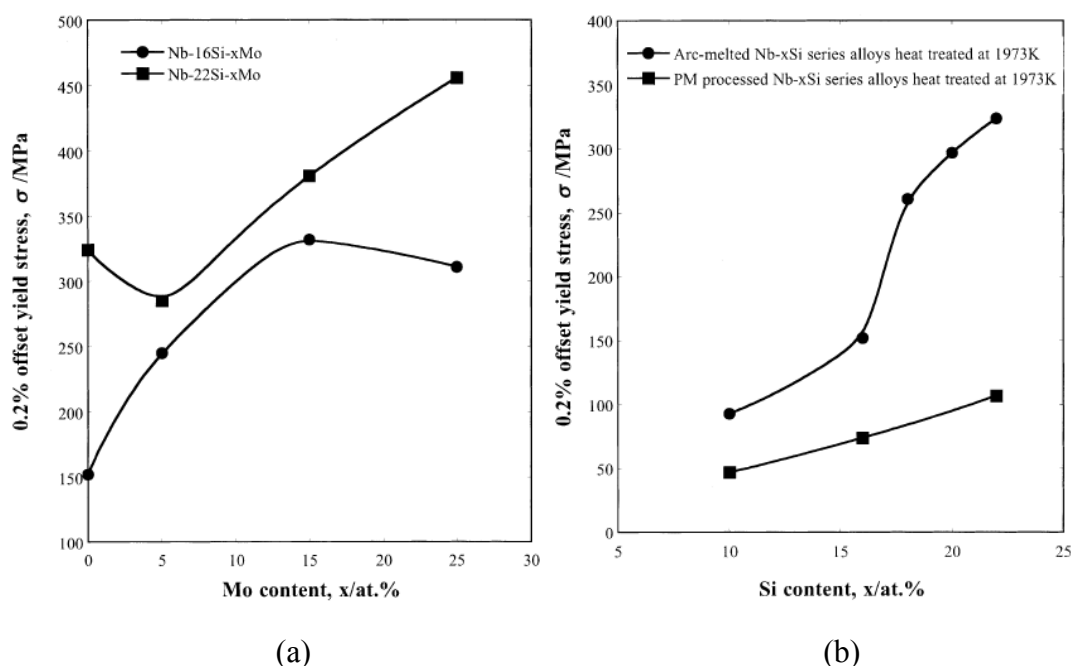 500
450
400
350
300
250
200
150
100
0.2% offset yield stress, σ /MPa
Nb-16Si-xMo
Nb-22Si-xMo
0 5 10 15 20 25 30
Mo content, x/at.%
(a)
400
350
300
250
200
150
100
50
0
0.2% offset yield stress, σ /MPa
Arc-melted Nb-xSi series alloys heat treated at 1973K
PM processed Nb-xSi series alloys heat treated at 1973K
5 10 15 20 25
Si content, x/at.%
(b)